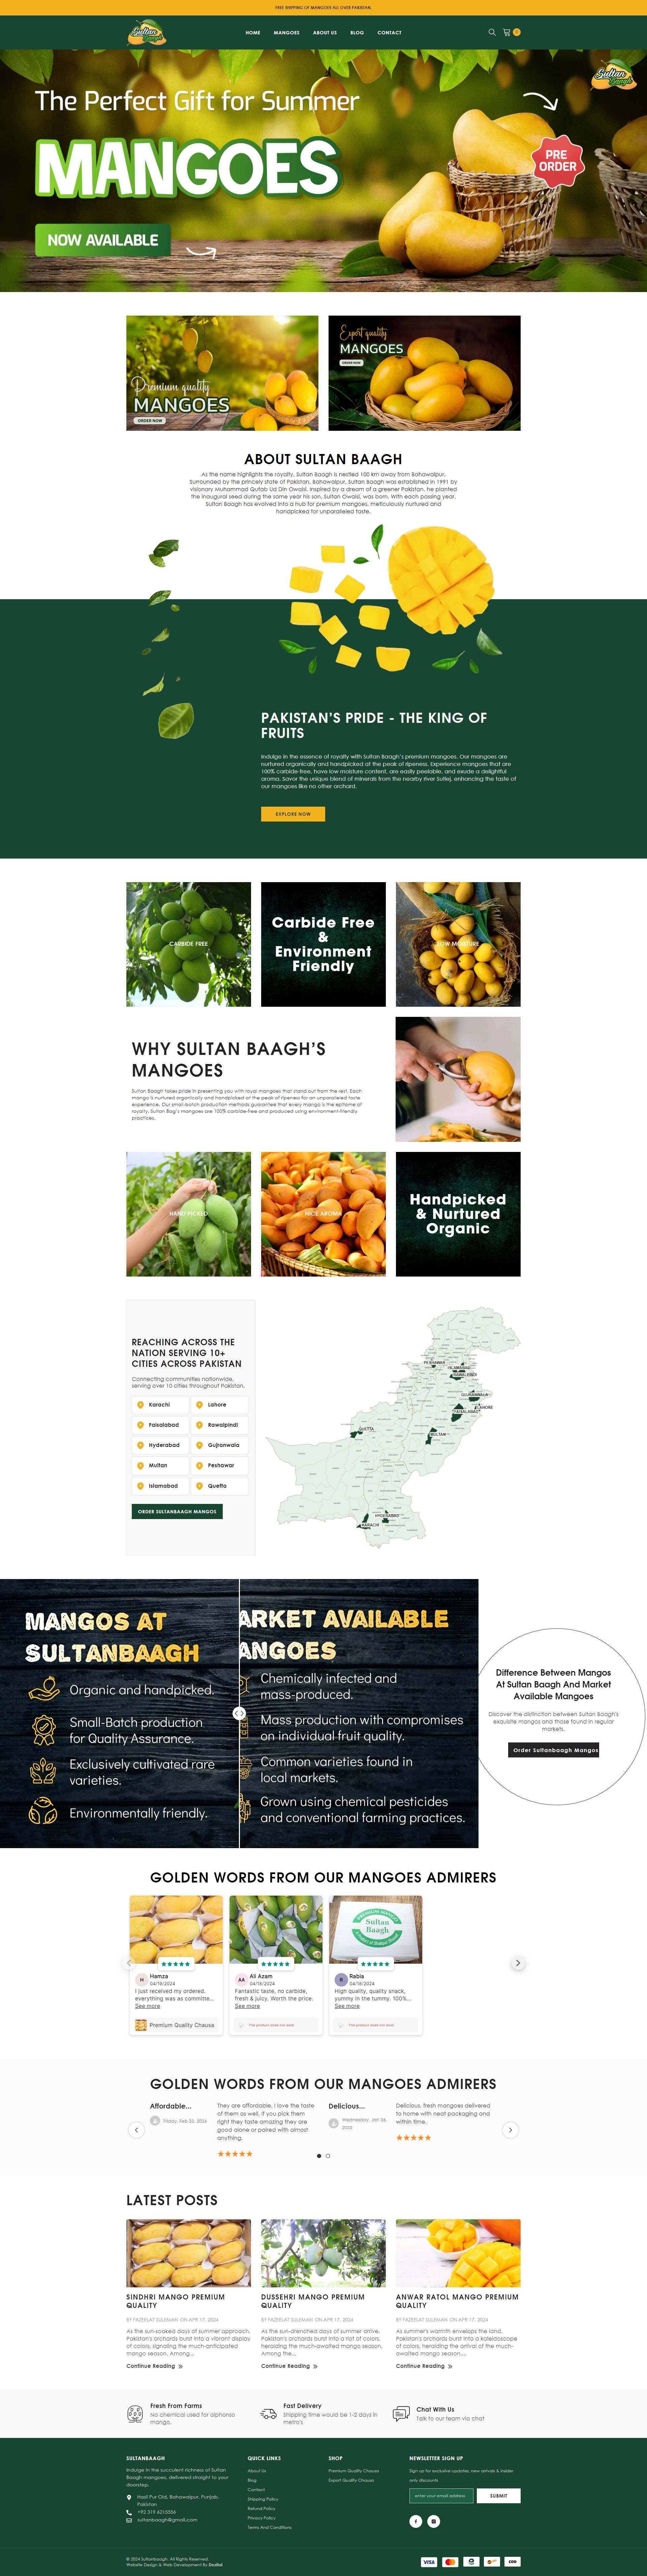 FREE SHIPPING OF MANGOES ALL OVER PAKISTAN.
Sultan
Baagh
HOME
MANGOES
ABOUT US
BLOG
CONTACT
0
Sultan
Baagh
The Perfect Gift for Summer
MANGOES
PRE
ORDER
NOW AVAILABLE
Premium quality
MANGOES
ORDER NOW
Export quality
MANGOES
ORDER NOW
ABOUT SULTAN BAAGH
As the name highlights the royalty, Sultan Baagh is nestled 100 km away from Bahawalpur.
Surrounded by the princely state of Pakistan, Bahawalpur, Sultan Baagh was established in 1991 by
visionary Muhammad Qutab Ud Din Owaisi. Inspired by a dream of a greener Pakistan, he planted
the inaugural seed during the same year his son, Sultan Owaisi, was born. With each passing year,
Sultan Baagh has evolved into a hub for premium mangoes, meticulously nurtured and
handpicked for unparalleled taste.
PAKISTAN'S PRIDE - THE KING OF
FRUITS
Indulge in the essence of royality with Sultan Baagh's premium mangoes. Our mangoes are
nurtured organically and handpicked at the peak of ripeness. Experience mangoes that are
100% carbide-free, have low moisture content, are easily peelable, and exude a delightful
aroma. Savor the unique blend of minerals from the nearby river Sutlej, enhancing the taste of
our mangoes like no other orchard.
EXPLORE NOW
CARBIDE FREE
Carbide Free
&
Environment
Friendly
LOW MOISTURE
WHY SULTAN BAAGH'S
MANGOES
Sultan Baagh takes pride in presenting you with royal mangoes that stand out from the rest. Each
mango is nurtured organically and handpicked at the peak of ripeness for an unparalleled taste
experience. Our small-batch production methods guarantee that every mango is the epitome of
royalty. Sultan Bag's mangoes are 100% carbide-free and produced using environment-friendly
practices.
HAND PICKED
NICE AROMA
Handpicked
& Nurtured
Organic
REACHING ACROSS THE
NATION SERVING 10+
CITIES ACROSS PAKISTAN
Connecting communities nationwide,
serving over 10 cities throughout Pakistan.
Karachi
Lahore
Faisalabad
Rawalpindi
Hyderabad
Gujranwala
Multan
Peshawar
Islamabad
Quetta
ORDER SULTANBAAGH MANGOS
PESHAWAR
ISLAMABAD
RAWALPINDI
GUJRANWALA
LAHORE
FAISALABAD
MULTAN
QUETTA
HYDERABAD
KARACHI
MANGOS AT
SULTANBAAGH
Organic and handpicked.
Small-Batch production
for Quality Assurance.
Exclusively cultivated rare
varieties.
Environmentally friendly.
ARKET AVAILABLE
ANGOES
Chemically infected and
mass-produced.
Mass production with compromises
on individual fruit quality.
Common varieties found in
local markets.
Grown using chemical pesticides
and conventional farming practices.
Difference Between Mangos
At Sultan Baagh And Market
Available Mangoes
Discover the distinction between Sultan Baagh's
exquisite mangos and those found in regular
markets.
Order Sultanbaagh Mangos
GOLDEN WORDS FROM OUR MANGOES ADMIRERS
H
Hamza
04/19/2024
I just received my ordered.
everything was as committe...
See more
Premium Quality Chausa
AA
Ali Azam
04/18/2024
Fantastic taste, no carbide,
fresh & juicy. Worth the price.
See more
The product does not exist
Sultan
Baagh
R
Rabia
04/18/2024
High quality, quality snack,
yummy in the tummy. 100%...
See more
The product does not exist
GOLDEN WORDS FROM OUR MANGOES ADMIRERS
Affordable...
Friday, Feb 02, 2024
They are affordable. I love the taste
of them as well. If you pick them
right they taste amazing they are
good alone or paired with almost
anything.
Delicious...
Wednesday, Jan 26,
2023
Delicious, fresh mangoes delivered
to home with neat packaging and
within time.
LATEST POSTS
SINDHRI MANGO PREMIUM
QUALITY
BY FAZEELAT SULEMAN ON APR 17, 2024
As the sun-soaked days of summer approach,
Pakistan's orchards burst into a vibrant display
of colors, signaling the much-anticipated
mango season. Among...
Continue Reading
DUSSEHRI MANGO PREMIUM
QUALITY
BY FAZEELAT SULEMAN ON APR 17, 2024
As the sun-drenched days of summer arrive,
Pakistan's orchards burst into a riot of colors,
heralding the much-awaited mango season.
Among the...
Continue Reading
ANWAR RATOL MANGO PREMIUM
QUALITY
BY FAZEELAT SULEMAN ON APR 17, 2024
As summer's warmth envelops the land,
Pakistan's orchards burst into a kaleidoscope
of colors, heralding the arrival of the much-
awaited mango season....
Continue Reading
Fresh From Farms
No chemical used for alphonso
mango.
Fast Delivery
Shipping time would be 1-2 days in
metro's
Chat With Us
Talk to our team via chat
SULTANBAAGH
Indulge in the succulent richness of Sultan
Baagh mangoes, delivered straight to your
doorstep.
Hasil Pur Old, Bahawalpur, Punjab,
Pakistan
+92 319 6215556
sultanbaagh@gmail.com
QUICK LINKS
About Us
Blog
Contact
Shipping Policy
Refund Policy
Privacy Policy
Terms And Conditions
SHOP
Premium Quality Chausa
Export Quality Chausa
NEWSLETTER SIGN UP
Sign up for exclusive updates, new arrivals & insider
only discounts
enter your email address
SUBMIT
© 2024 Sultanbaagh. All Rights Reserved.
Website Design & Web Development By Dealtel
VISA
COD